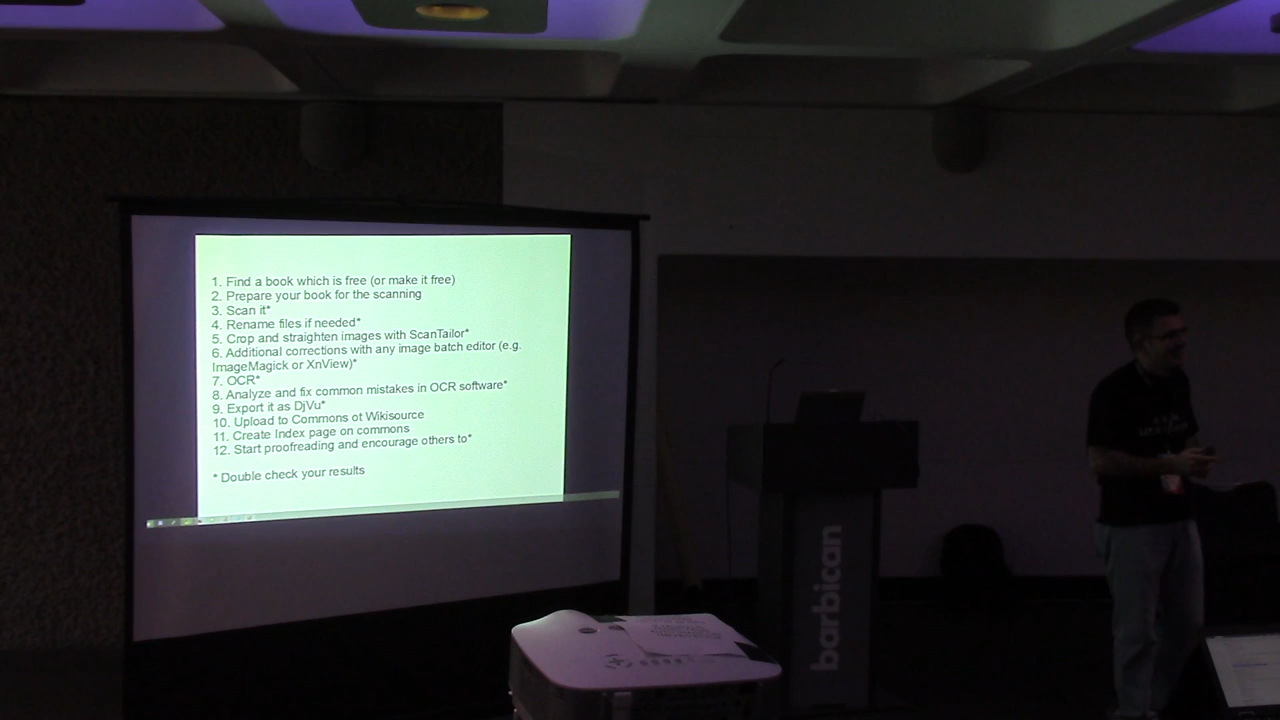 1. Find a book which is free (or make it free)
2. Prepare your book for the scanning
3. Scan it*
4. Rename files if needed*
5. Crop and straighten images with ScanTailor*
6. Additional corrections with any image batch editor (e.g.
ImageMagick or XnView)*
7. OCR*
8. Analyze and fix common mistakes in OCR software*
9. Export it as DjVu*
10. Upload to Commons ot Wikisource
11. Create Index page on commons
12. Start proofreading and encourage others to*
* Double check your results
barbican